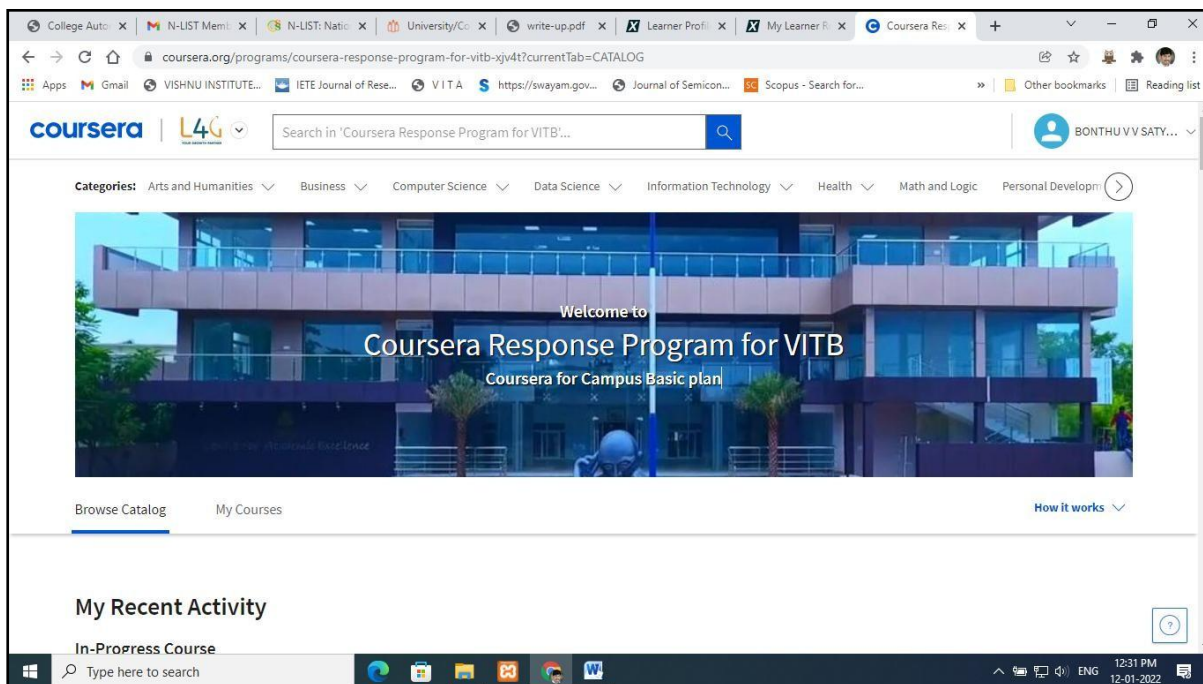 College Auto
N-LIST Memb
N-LIST: Natio
University/Co
write-up.pdf
Learner Profil
My Learner R
Coursera Res
coursera.org/programs/coursera-response-program-for-vitb-xjv4t?currentTab=CATALOG
Apps Gmail VISHNU INSTITUTE... IETE Journal of Rese... V I T A https://swayam.gov... Journal of Semicon... SC Scopus - Search for... » Other bookmarks Reading list
coursera L4G Search in 'Coursera Response Program for VITB'... BONTHU V V SATY...
YOUR GROWTH PARTNER
Categories: Arts and Humanities Business Computer Science Data Science Information Technology Health Math and Logic Personal Developm
Welcome to
Coursera Response Program for VITB
Coursera for Campus Basic plan
Browse Catalog My Courses How it works
My Recent Activity
In-Progress Course
Type here to search ENG 12:31 PM
12-01-2022